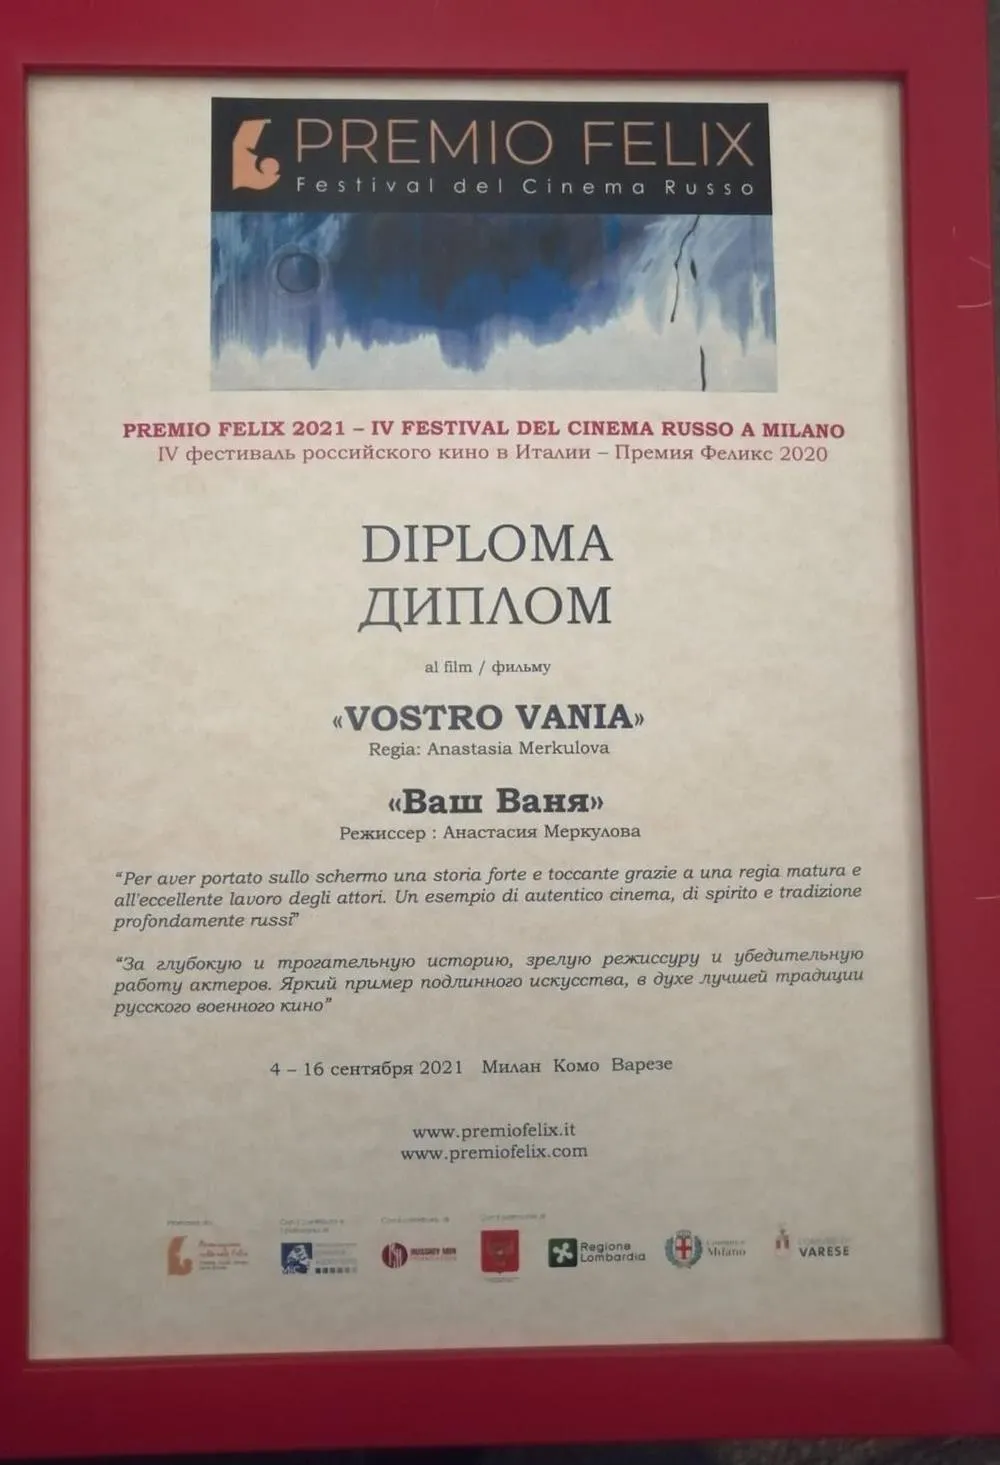 PREMIO FELIX
Festival del Cinema Russo
PREMIO FELIX 2021 – IV FESTIVAL DEL CINEMA RUSSO A MILANO
IV фестиваль российского кино в Италии – Премия Феликс 2020
DIPLOMA
ДИПЛОМ
al film / фильму
«VOSTRO VANIA»
Regia: Anastasia Merkulova
«Ваш Ваня»
Режиссер : Анастасия Меркулова
“Per aver portato sullo schermo una storia forte e toccante grazie a una regia matura e
all'eccellente lavoro degli attori. Un esempio di autentico cinema, di spirito e tradizione
profondamente russi”
“За глубокую и трогательную историю, зрелую режиссуру и убедительную
работу актеров. Яркий пример подлинного искусства, в духе лучшей традиции
русского военного кино”
4 – 16 сентября 2021 Милан Комо Варезе
www.premiofelix.it
www.premiofelix.com
MiC
RUSSKIY MIR
Regione
Lombardia
Milano
VARESE